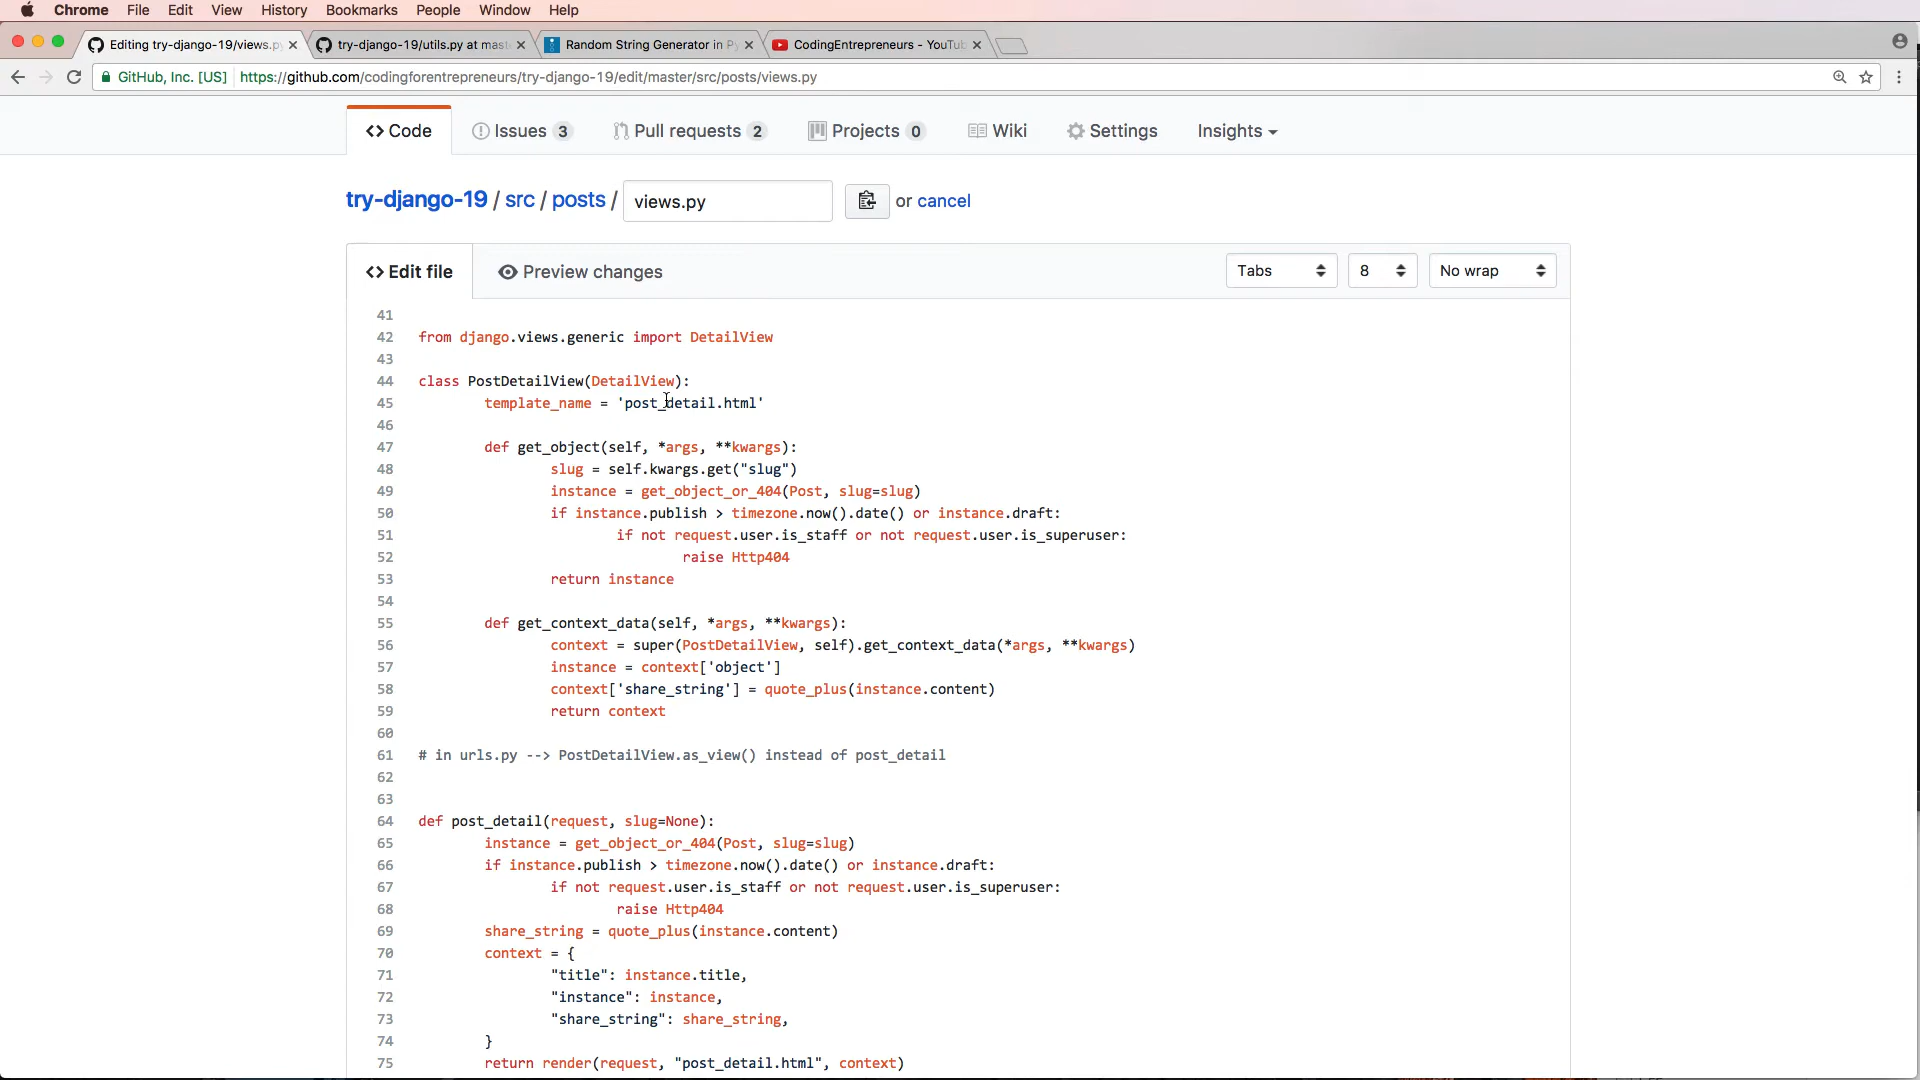 Chrome File Edit View History Bookmarks People Window Help
Editing try-django-19/views.py try-django-19/utils.py at mast Random String Generator in P CodingEntrepreneurs - YouTub
GitHub, Inc. [US] https://github.com/codingforentrepreneurs/try-django-19/edit/master/src/posts/views.py
<> Code Issues 3 Pull requests 2 Projects 0 Wiki Settings Insights
try-django-19 / src / posts / views.py or cancel
<> Edit file Preview changes Tabs 8 No wrap
41
42 from django.views.generic import DetailView
43
44 class PostDetailView(DetailView):
45 template_name = 'post_detail.html'
46
47 def get_object(self, *args, **kwargs):
48 slug = self.kwargs.get("slug")
49 instance = get_object_or_404(Post, slug=slug)
50 if instance.publish > timezone.now().date() or instance.draft:
51 if not request.user.is_staff or not request.user.is_superuser:
52 raise Http404
53 return instance
54
55 def get_context_data(self, *args, **kwargs):
56 context = super(PostDetailView, self).get_context_data(*args, **kwargs)
57 instance = context['object']
58 context['share_string'] = quote_plus(instance.content)
59 return context
60
61 # in urls.py --> PostDetailView.as_view() instead of post_detail
62
63
64 def post_detail(request, slug=None):
65 instance = get_object_or_404(Post, slug=slug)
66 if instance.publish > timezone.now().date() or instance.draft:
67 if not request.user.is_staff or not request.user.is_superuser:
68 raise Http404
69 share_string = quote_plus(instance.content)
70 context = {
71 "title": instance.title,
72 "instance": instance,
73 "share_string": share_string,
74 }
75 return render(request, "post_detail.html", context)